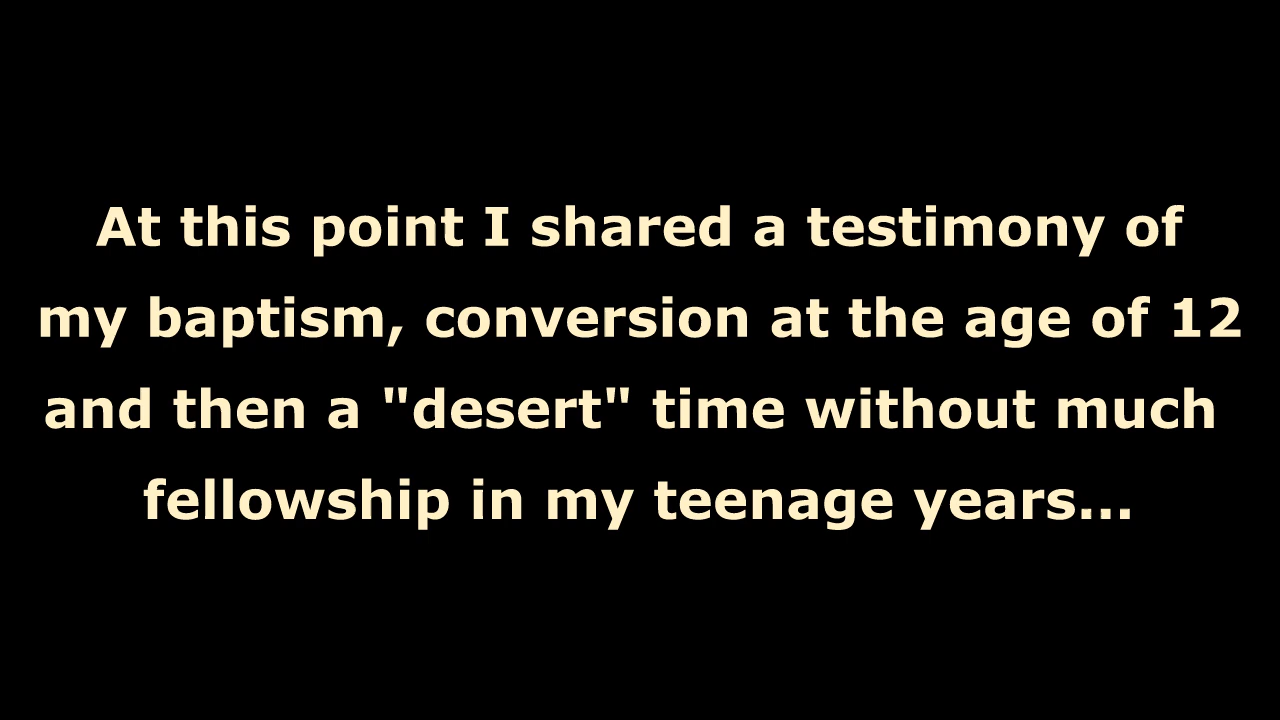 At this point I shared a testimony of
my baptism, conversion at the age of 12
and then a "desert" time without much
fellowship in my teenage years...